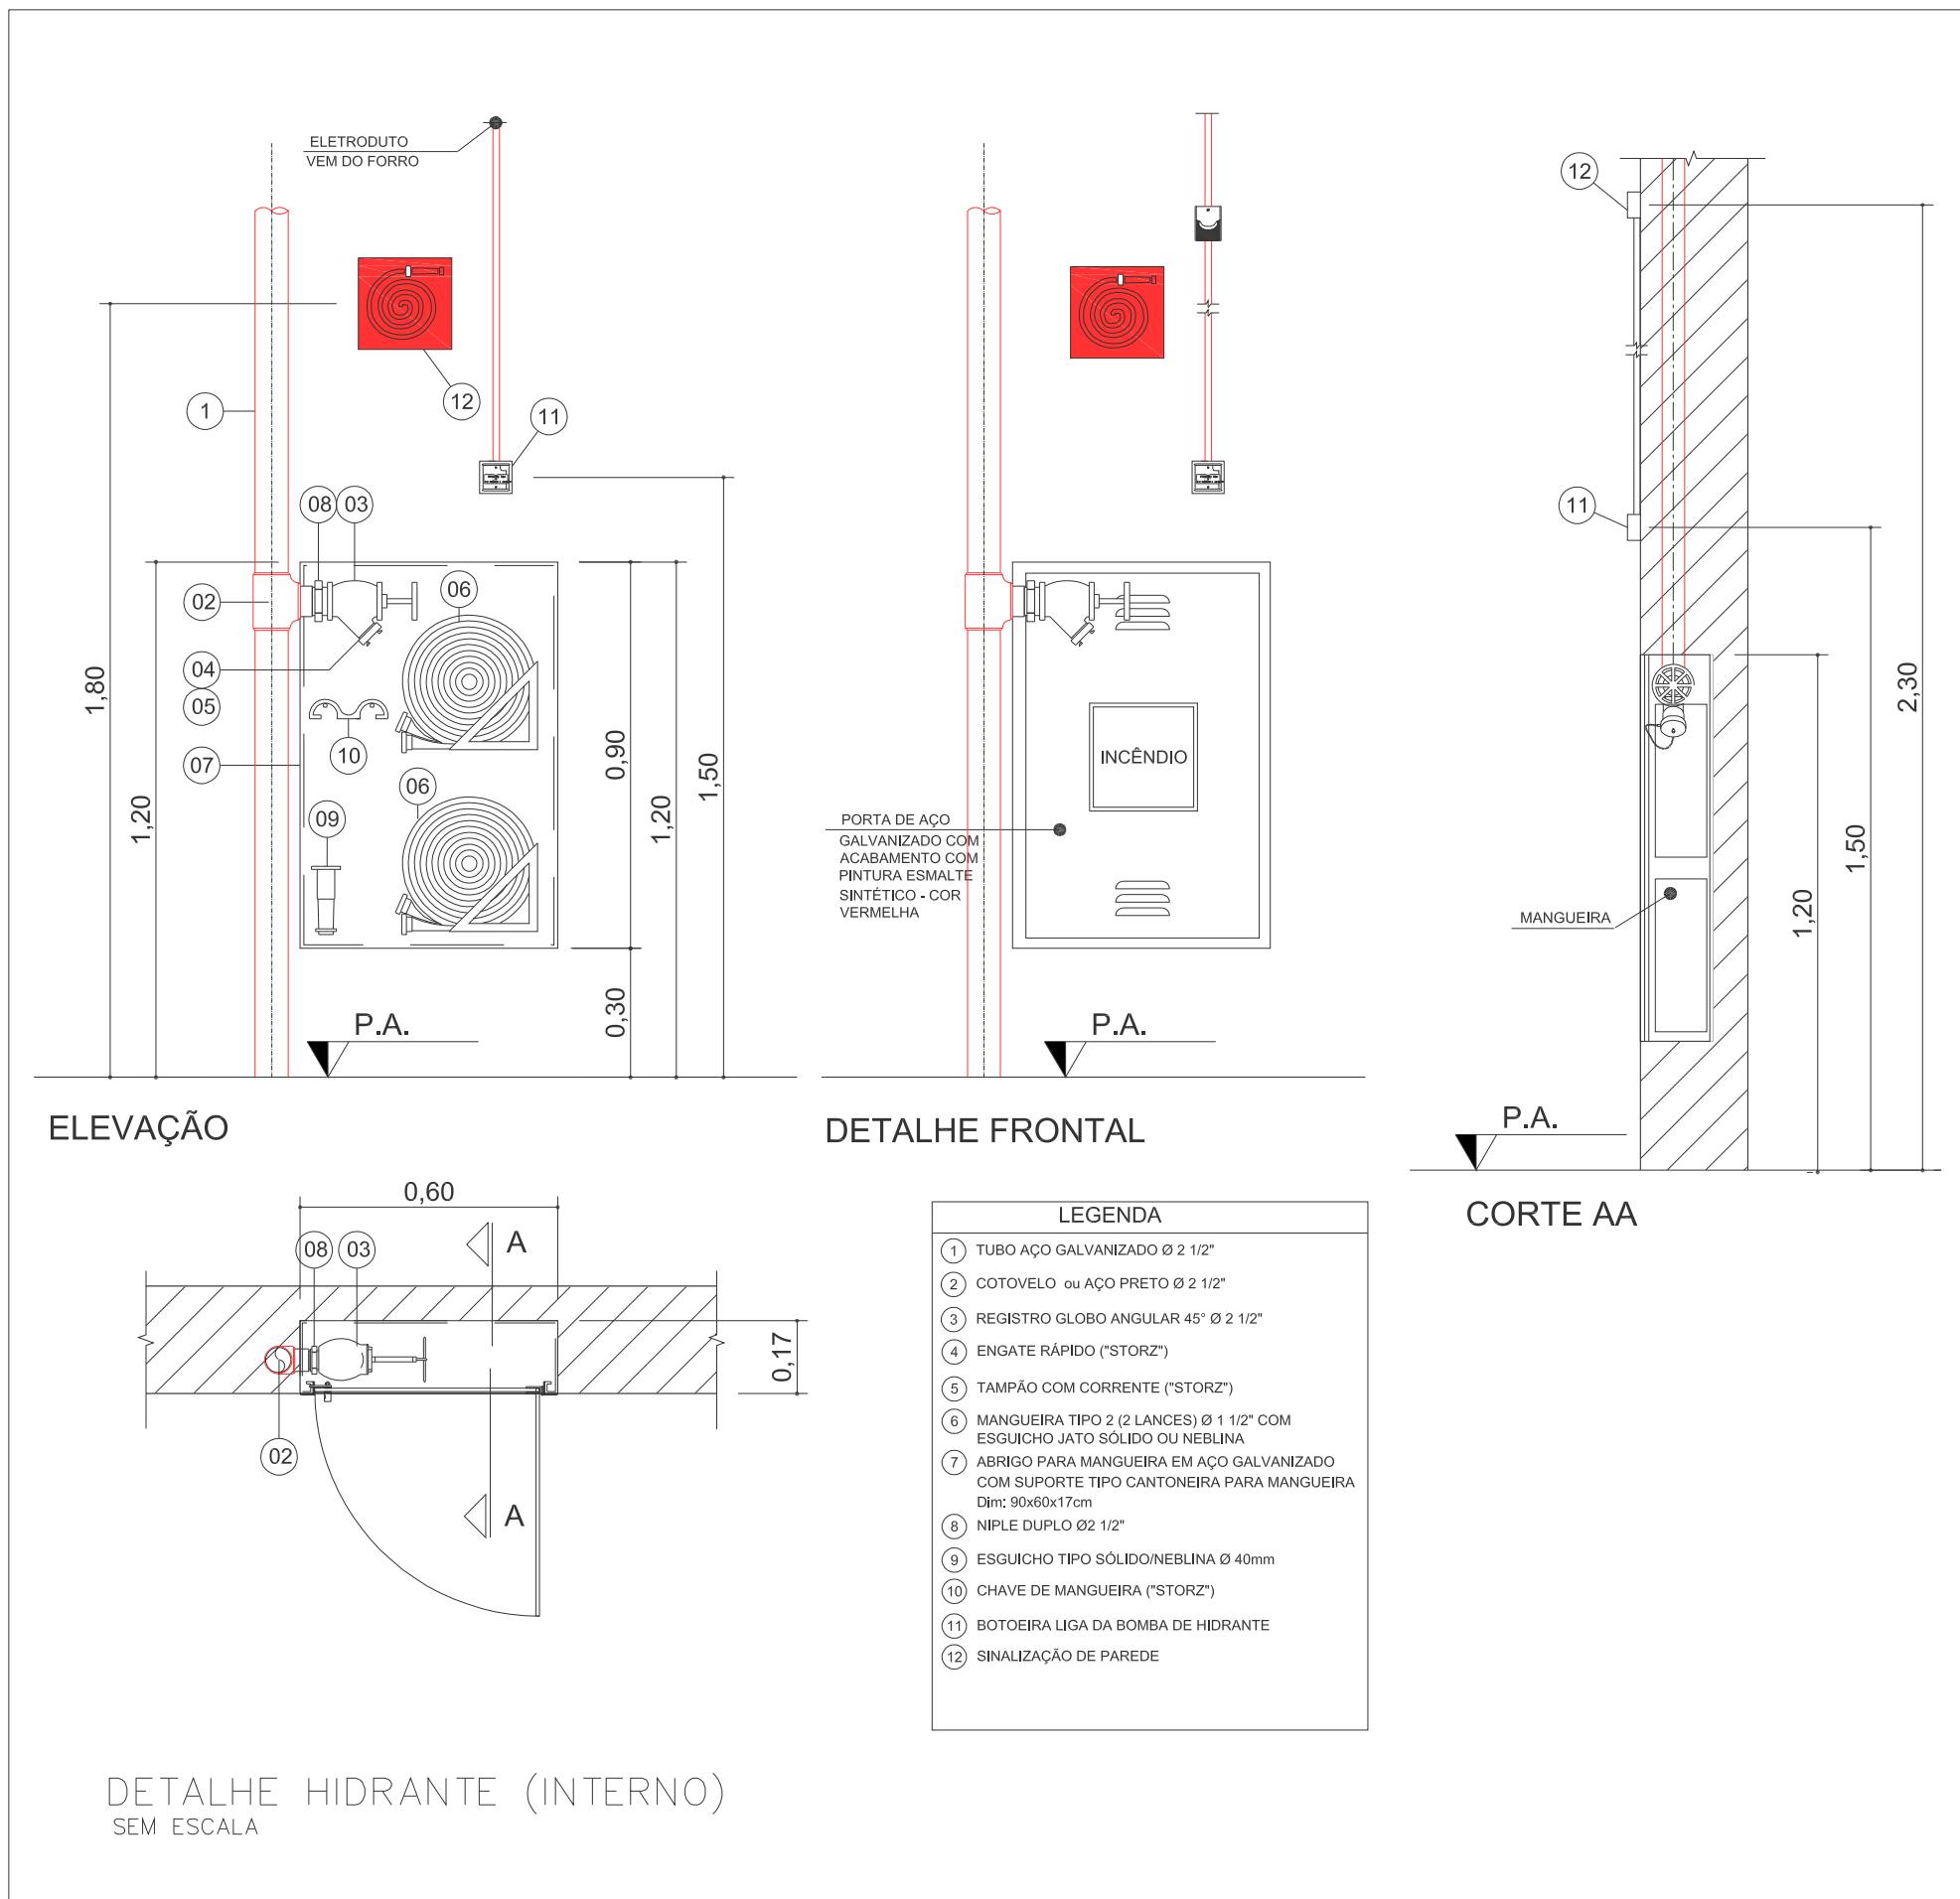 ELETRODUTO
VEM DO FORRO
12
11
1
08
03
02
06
04
05
07
10
06
09
1,80
1,20
0,90
1,20
1,50
0,30
P.A.
ELEVAÇÃO
INCÊNDIO
PORTA DE AÇO
GALVANIZADO COM
ACABAMENTO COM
PINTURA ESMALTE
SINTÉTICO - COR
VERMELHA
P.A.
DETALHE FRONTAL
12
11
MANGUEIRA
2,30
1,50
1,20
P.A.
CORTE AA
0,60
08
03
A
0,17
02
A
LEGENDA
1 TUBO AÇO GALVANIZADO Ø 2 1/2"
2 COTOVELO ou AÇO PRETO Ø 2 1/2"
3 REGISTRO GLOBO ANGULAR 45° Ø 2 1/2"
4 ENGATE RÁPIDO ("STORZ")
5 TAMPÃO COM CORRENTE ("STORZ")
6 MANGUEIRA TIPO 2 (2 LANCES) Ø 1 1/2" COM
ESGUICHO JATO SÓLIDO OU NEBLINA
7 ABRIGO PARA MANGUEIRA EM AÇO GALVANIZADO
COM SUPORTE TIPO CANTONEIRA PARA MANGUEIRA
Dim: 90x60x17cm
8 NIPLE DUPLO Ø2 1/2"
9 ESGUICHO TIPO SÓLIDO/NEBLINA Ø 40mm
10 CHAVE DE MANGUEIRA ("STORZ")
11 BOTOEIRA LIGA DA BOMBA DE HIDRANTE
12 SINALIZAÇÃO DE PAREDE
DETALHE HIDRANTE (INTERNO)
SEM ESCALA